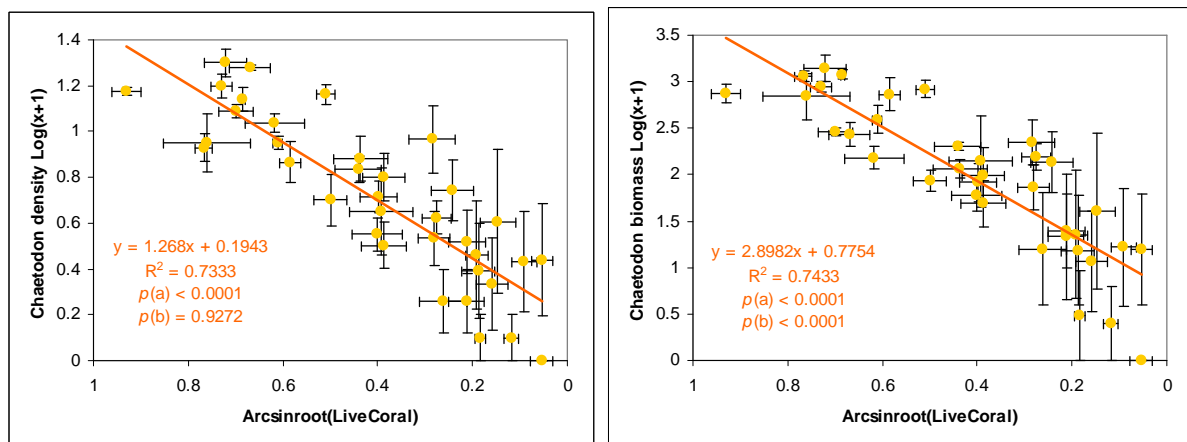 Chaetodon density Log(x+1)
1.4
1.2
1
0.8
0.6
0.4
0.2
0
y = 1.268x + 0.1943
R² = 0.7333
p(a) < 0.0001
p(b) = 0.9272
1 0.8 0.6 0.4 0.2 0
Arcsinroot(LiveCoral)
Chaetodon biomass Log(x+1)
3.5
3
2.5
2
1.5
1
0.5
0
y = 2.8982x + 0.7754
R² = 0.7433
p(a) < 0.0001
p(b) < 0.0001
1 0.8 0.6 0.4 0.2 0
Arcsinroot(LiveCoral)